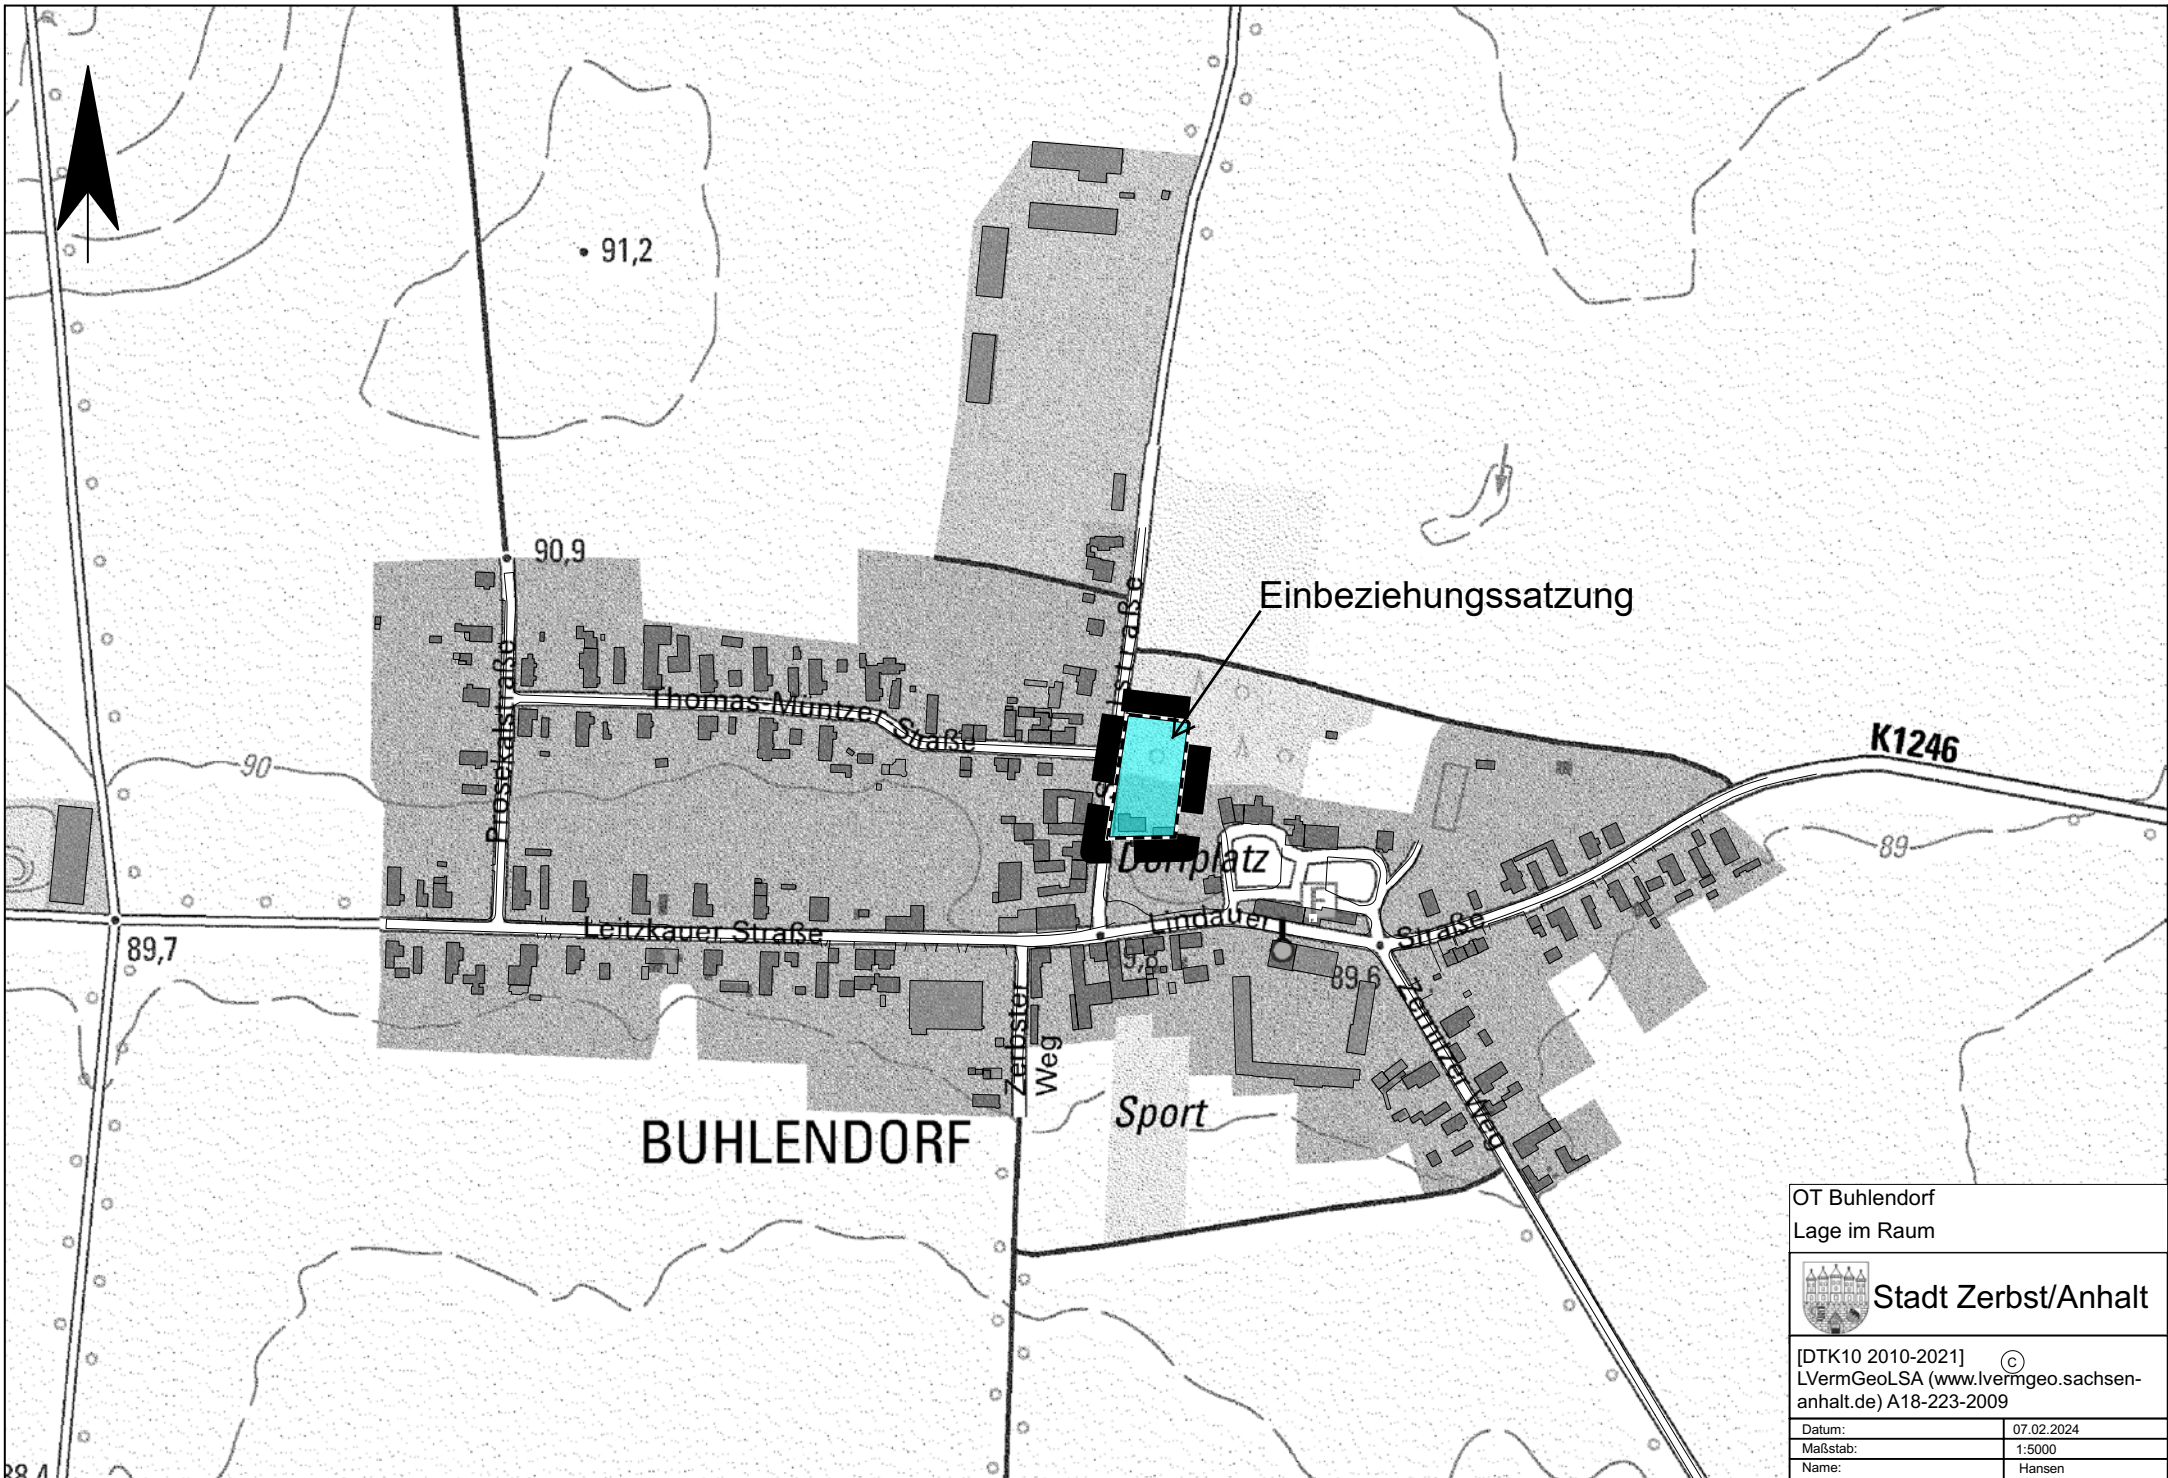 91,2
90,9
Einbeziehungssatzung
Prosekalstraße
Thomas-Müntzer Straße
K1246
90
89
Dorfplatz
Leitzkauer Straße
Lindauer Straße
89,7
89,6
Zerbster
Weg
Zernitzer Weg
Sport
BUHLENDORF
OT Buhlendorf
Lage im Raum
Stadt Zerbst/Anhalt
[DTK10 2010-2021] ©
LVermGeoLSA (www.lvermgeo.sachsen-
anhalt.de) A18-223-2009
Datum: 07.02.2024
Maßstab: 1:5000
Name: Hansen